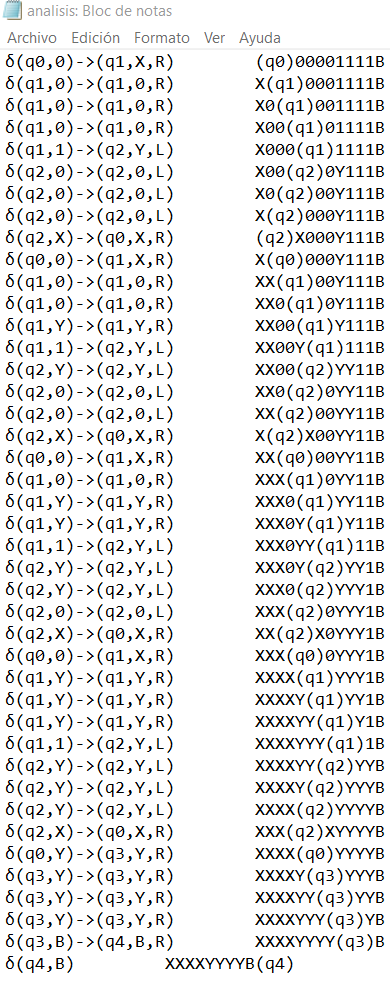 analisis: Bloc de notas
Archivo Edición Formato Ver Ayuda
δ(q0,0)->(q1,X,R) (q0)00001111B
δ(q1,0)->(q1,0,R) X(q1)0001111B
δ(q1,0)->(q1,0,R) X0(q1)001111B
δ(q1,0)->(q1,0,R) X00(q1)01111B
δ(q1,1)->(q2,Y,L) X000(q1)1111B
δ(q2,0)->(q2,0,L) X00(q2)0Y111B
δ(q2,0)->(q2,0,L) X0(q2)00Y111B
δ(q2,0)->(q2,0,L) X(q2)000Y111B
δ(q2,X)->(q0,X,R) (q2)X000Y111B
δ(q0,0)->(q1,X,R) X(q0)000Y111B
δ(q1,0)->(q1,0,R) XX(q1)00Y111B
δ(q1,0)->(q1,0,R) XX0(q1)0Y111B
δ(q1,Y)->(q1,Y,R) XX00(q1)Y111B
δ(q1,1)->(q2,Y,L) XX00Y(q1)111B
δ(q2,Y)->(q2,Y,L) XX00(q2)YY11B
δ(q2,0)->(q2,0,L) XX0(q2)0YY11B
δ(q2,0)->(q2,0,L) XX(q2)00YY11B
δ(q2,X)->(q0,X,R) X(q2)X00YY11B
δ(q0,0)->(q1,X,R) XX(q0)00YY11B
δ(q1,0)->(q1,0,R) XXX(q1)0YY11B
δ(q1,Y)->(q1,Y,R) XXX0(q1)YY11B
δ(q1,Y)->(q1,Y,R) XXX0Y(q1)Y11B
δ(q1,1)->(q2,Y,L) XXX0YY(q1)11B
δ(q2,Y)->(q2,Y,L) XXX0Y(q2)YY1B
δ(q2,Y)->(q2,Y,L) XXX0(q2)YYY1B
δ(q2,0)->(q2,0,L) XXX(q2)0YYY1B
δ(q2,X)->(q0,X,R) XX(q2)X0YYY1B
δ(q0,0)->(q1,X,R) XXX(q0)0YYY1B
δ(q1,Y)->(q1,Y,R) XXXX(q1)YYY1B
δ(q1,Y)->(q1,Y,R) XXXXY(q1)YY1B
δ(q1,Y)->(q1,Y,R) XXXXYY(q1)Y1B
δ(q1,1)->(q2,Y,L) XXXXYYY(q1)1B
δ(q2,Y)->(q2,Y,L) XXXXYY(q2)YYB
δ(q2,Y)->(q2,Y,L) XXXXY(q2)YYYB
δ(q2,Y)->(q2,Y,L) XXXX(q2)YYYYB
δ(q2,X)->(q0,X,R) XXX(q2)XYYYYB
δ(q0,Y)->(q3,Y,R) XXXX(q0)YYYYB
δ(q3,Y)->(q3,Y,R) XXXXY(q3)YYYB
δ(q3,Y)->(q3,Y,R) XXXXYY(q3)YYB
δ(q3,Y)->(q3,Y,R) XXXXYYY(q3)YB
δ(q3,B)->(q4,B,R) XXXXYYYY(q3)B
δ(q4,B) XXXXYYYYB(q4)